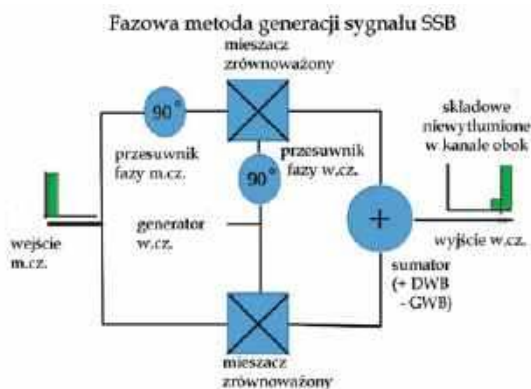 Fazowa metoda generacji sygnału SSB
mieszacz
zrównoważony
90°
składowe
niewytłumione
w kanale obok
przesuwnik
fazy m.cz.
90°
przesuwnik
fazy w.cz.
generator
w.cz.
+
wejście
m.cz.
wyjście w.cz.
sumator
(+ DWB
- GWB)
mieszacz
zrównoważony